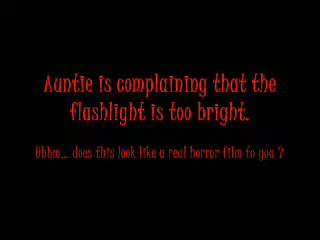 Auntie is complaining that the
flashlight is too bright.
Uhhm... does this look like a real horror film to you ?